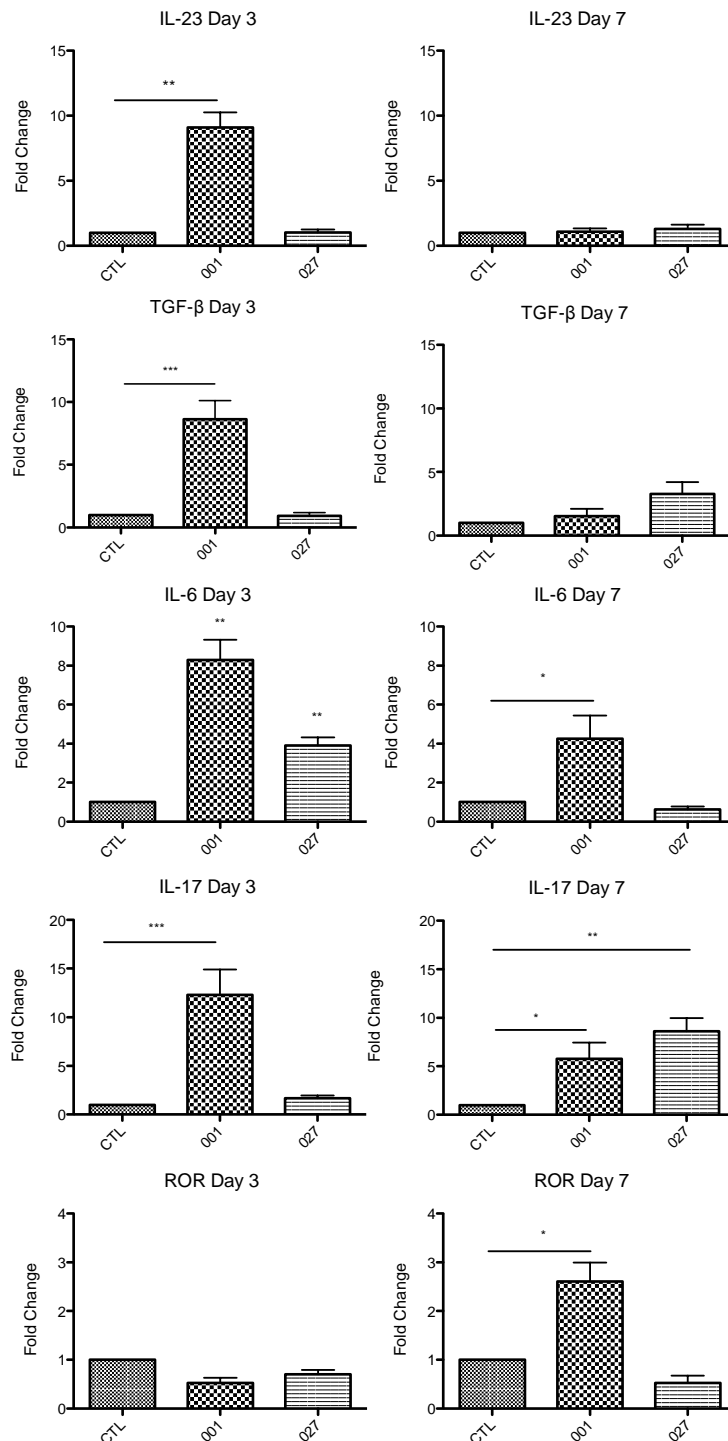 IL-23 Day 3
15
10
5
0
Fold Change
**
CTL
001
027
IL-23 Day 7
15
10
5
0
Fold Change
CTL
001
027
TGF-β Day 3
15
10
5
0
Fold Change
***
CTL
001
027
TGF-β Day 7
15
10
5
0
Fold Change
CTL
001
027
IL-6 Day 3
10
8
6
4
2
0
Fold Change
**
**
CTL
001
027
IL-6 Day 7
10
8
6
4
2
0
Fold Change
*
CTL
001
027
IL-17 Day 3
20
15
10
5
0
Fold Change
***
CTL
001
027
IL-17 Day 7
20
15
10
5
0
Fold Change
**
*
CTL
001
027
ROR Day 3
4
3
2
1
0
Fold Change
CTL
001
027
ROR Day 7
4
3
2
1
0
Fold Change
*
CTL
001
027